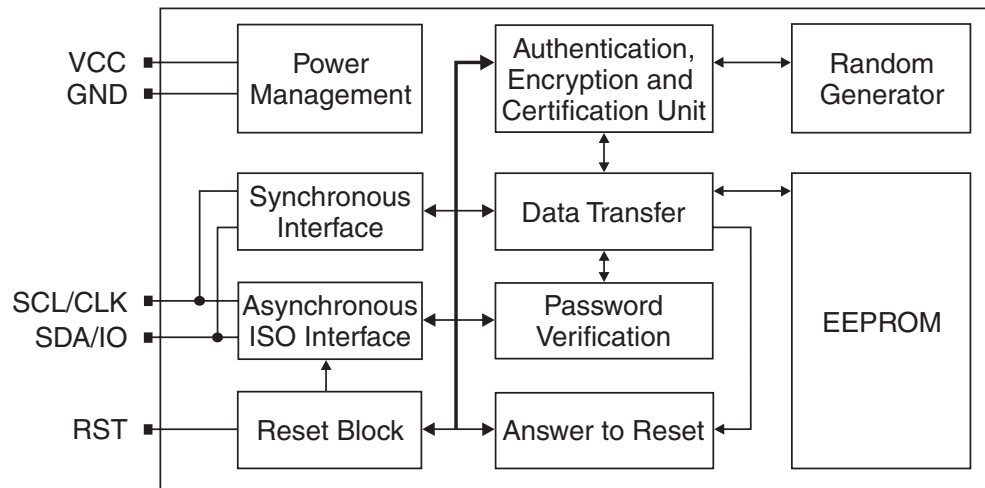 VCC
GND
Power
Management
Authentication,
Encryption and
Certification Unit
Random
Generator
Synchronous
Interface
Data Transfer
SCL/CLK
SDA/IO
Asynchronous
ISO Interface
Password
Verification
EEPROM
RST
Reset Block
Answer to Reset